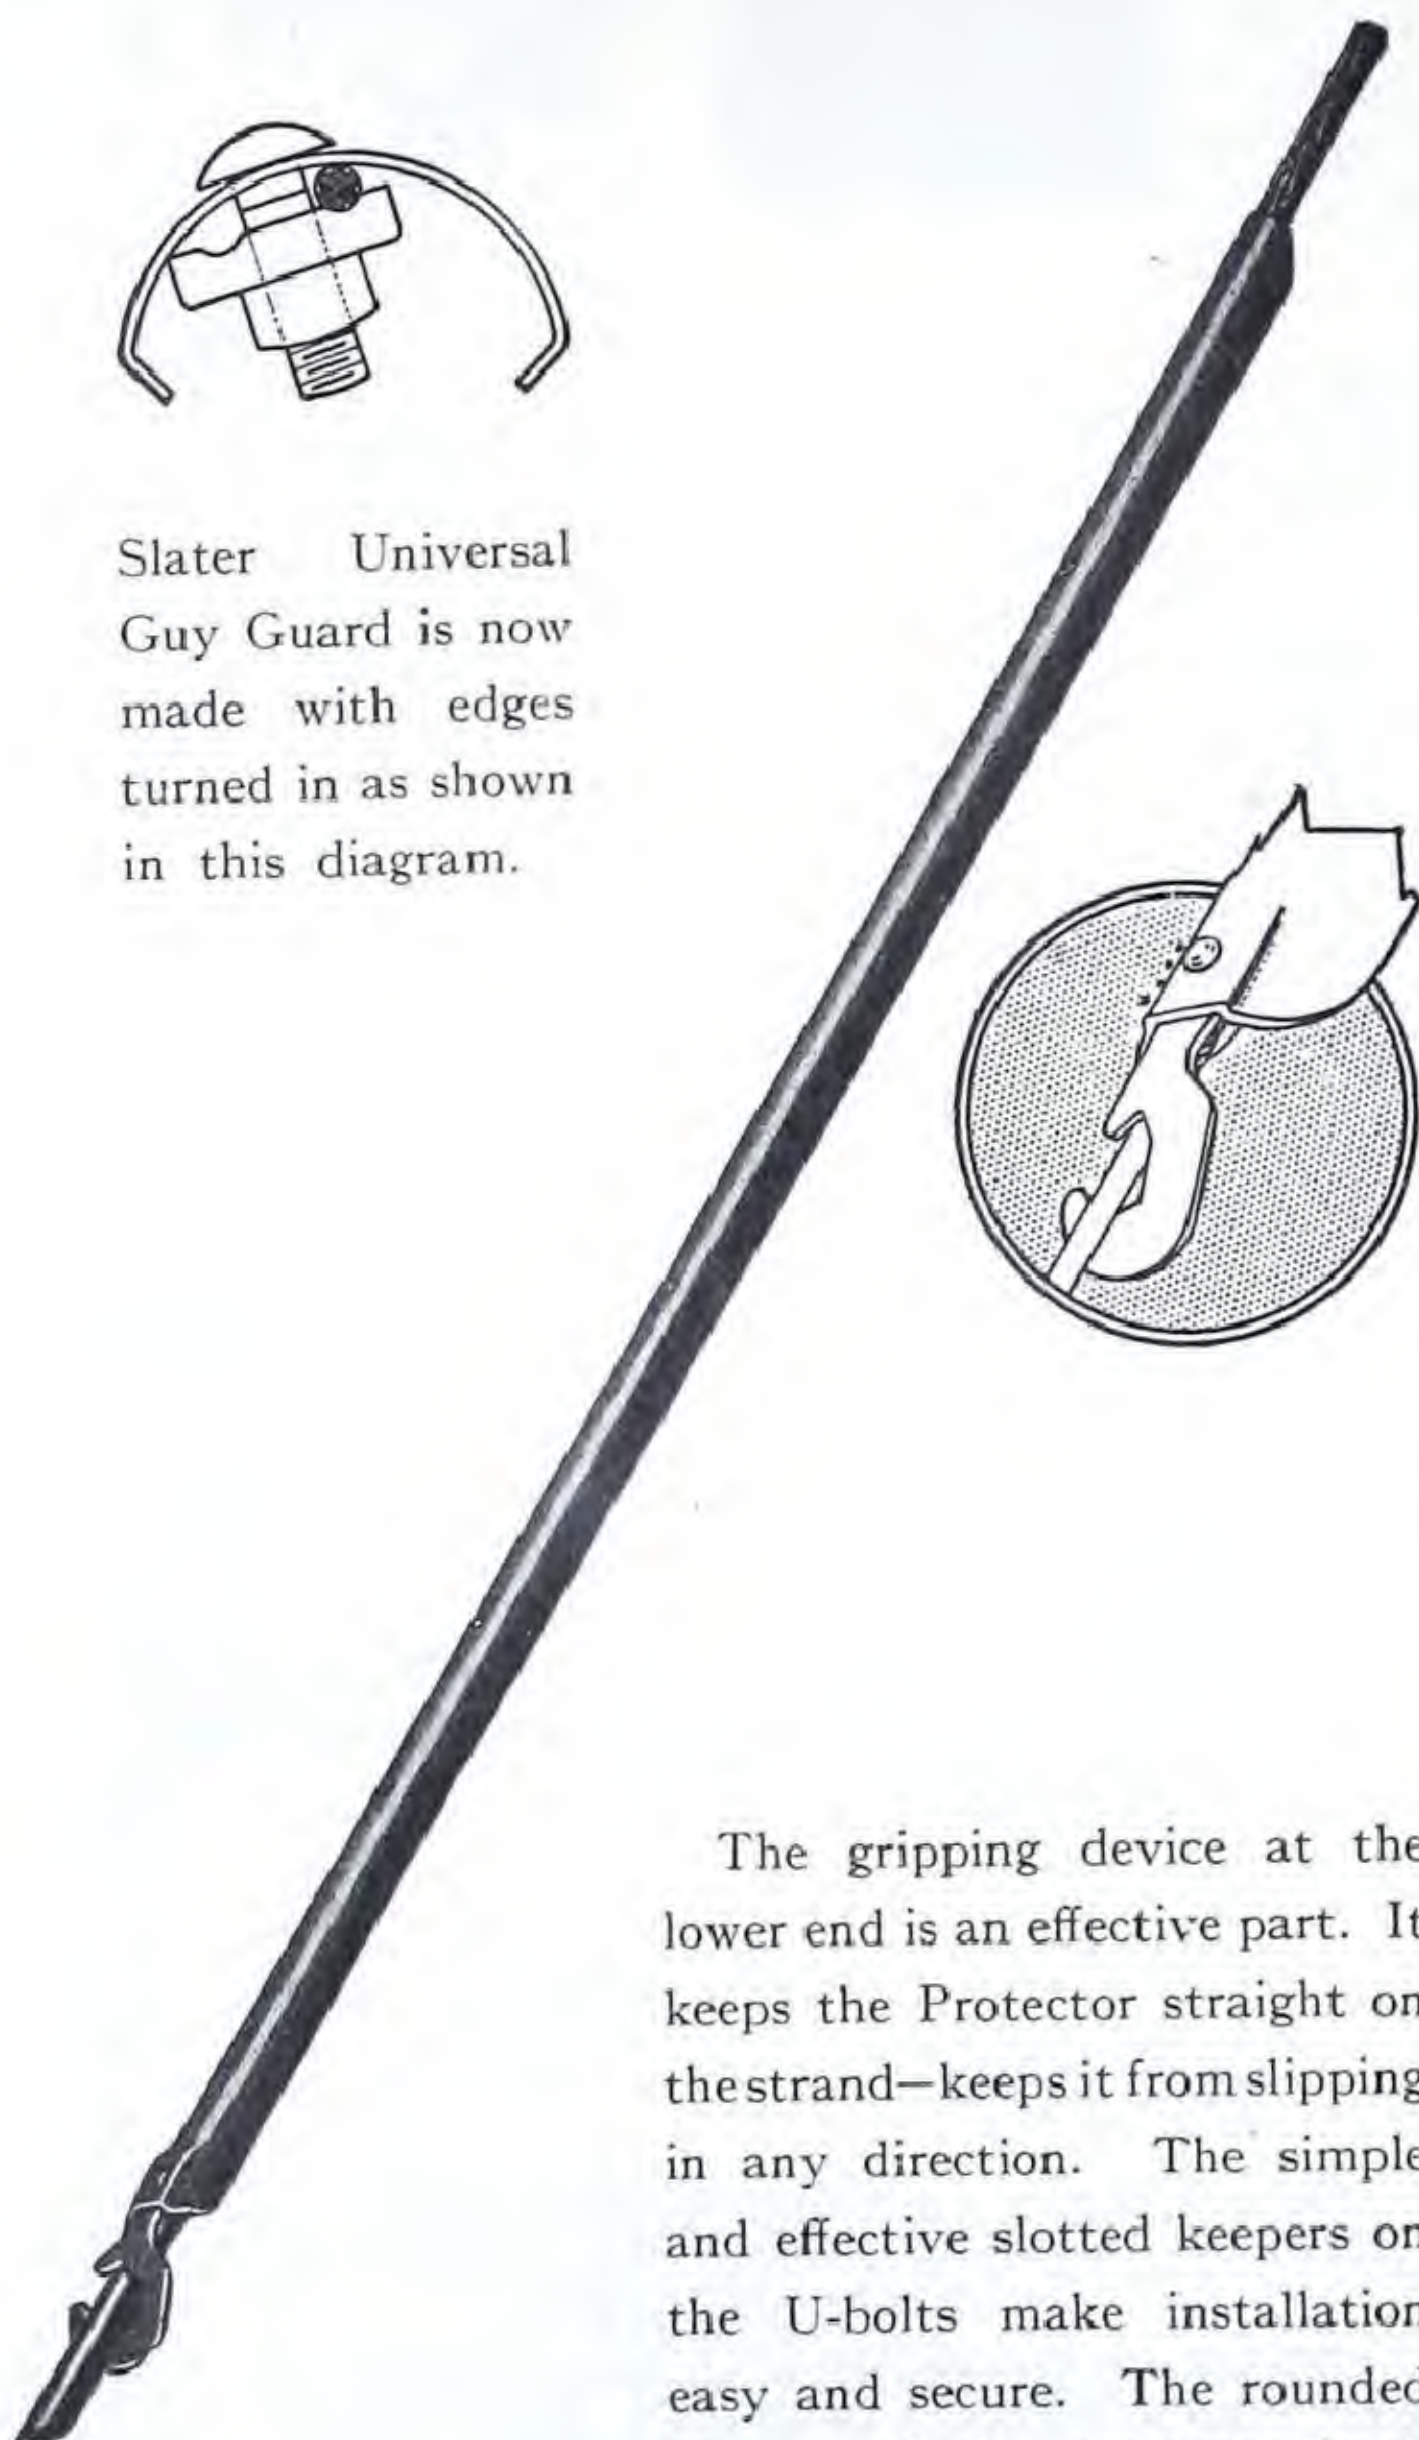 Slater Universal
Guy Guard is now
made with edges
turned in as shown
in this diagram.
The gripping device at the
lower end is an effective part. It
keeps the Protector straight on
the strand—keeps it from slipping
in any direction. The simple
and effective slotted keepers on
the U-bolts make installation
easy and secure. The rounded